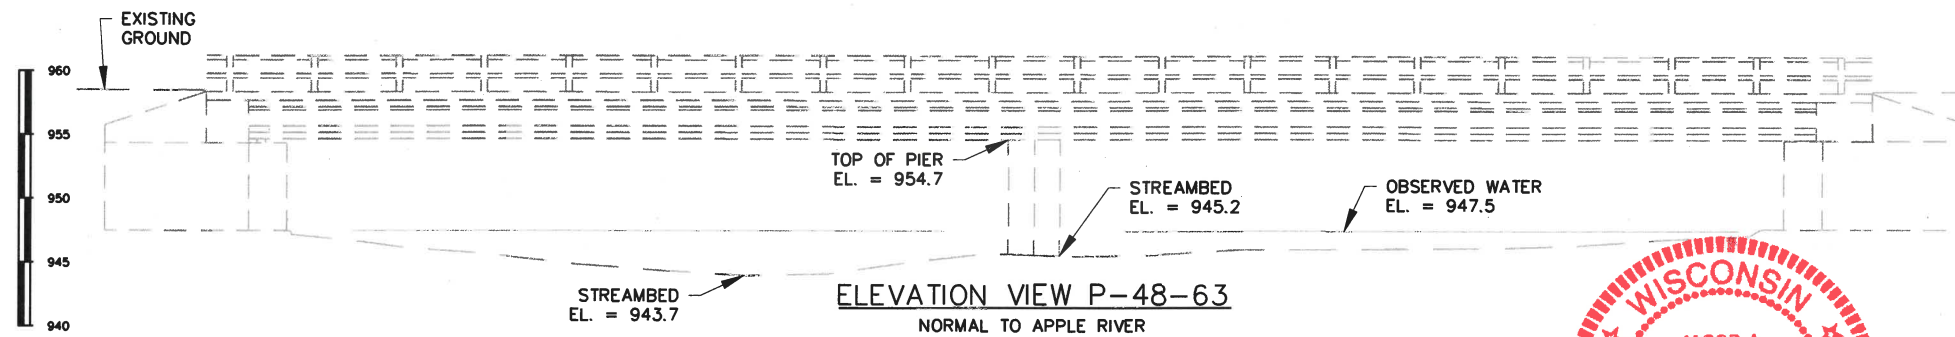 EXISTING
GROUND
960
955
950
945
940
TOP OF PIER
EL. = 954.7
STREAMBED
EL. = 945.2
OBSERVED WATER
EL. = 947.5
STREAMBED
EL. = 943.7
ELEVATION VIEW P-48-63
NORMAL TO APPLE RIVER
WISCONSIN